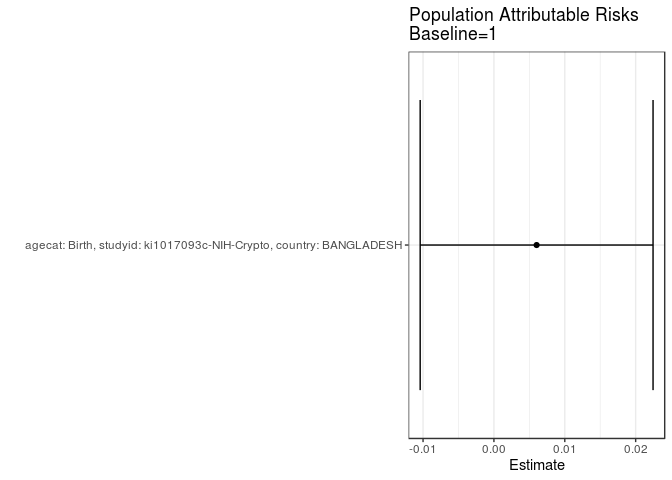 Population Attributable Risks
Baseline=1
agecat: Birth, studyid: ki1017093c-NIH-Crypto, country: BANGLADESH
-0.01 0.00 0.01 0.02
Estimate